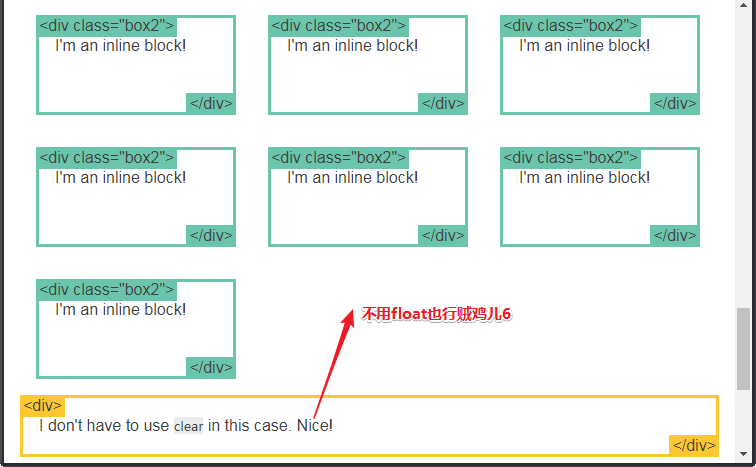 <div class="box2"> <div class="box2"> <div class="box2">
I'm an inline block! I'm an inline block! I'm an inline block!
</div> </div> </div>
<div class="box2"> <div class="box2"> <div class="box2">
I'm an inline block! I'm an inline block! I'm an inline block!
</div> </div> </div>
<div class="box2">
I'm an inline block!
不用float也行贼鸡儿6
</div>
<div>
I don't have to use clear in this case. Nice!
</div>